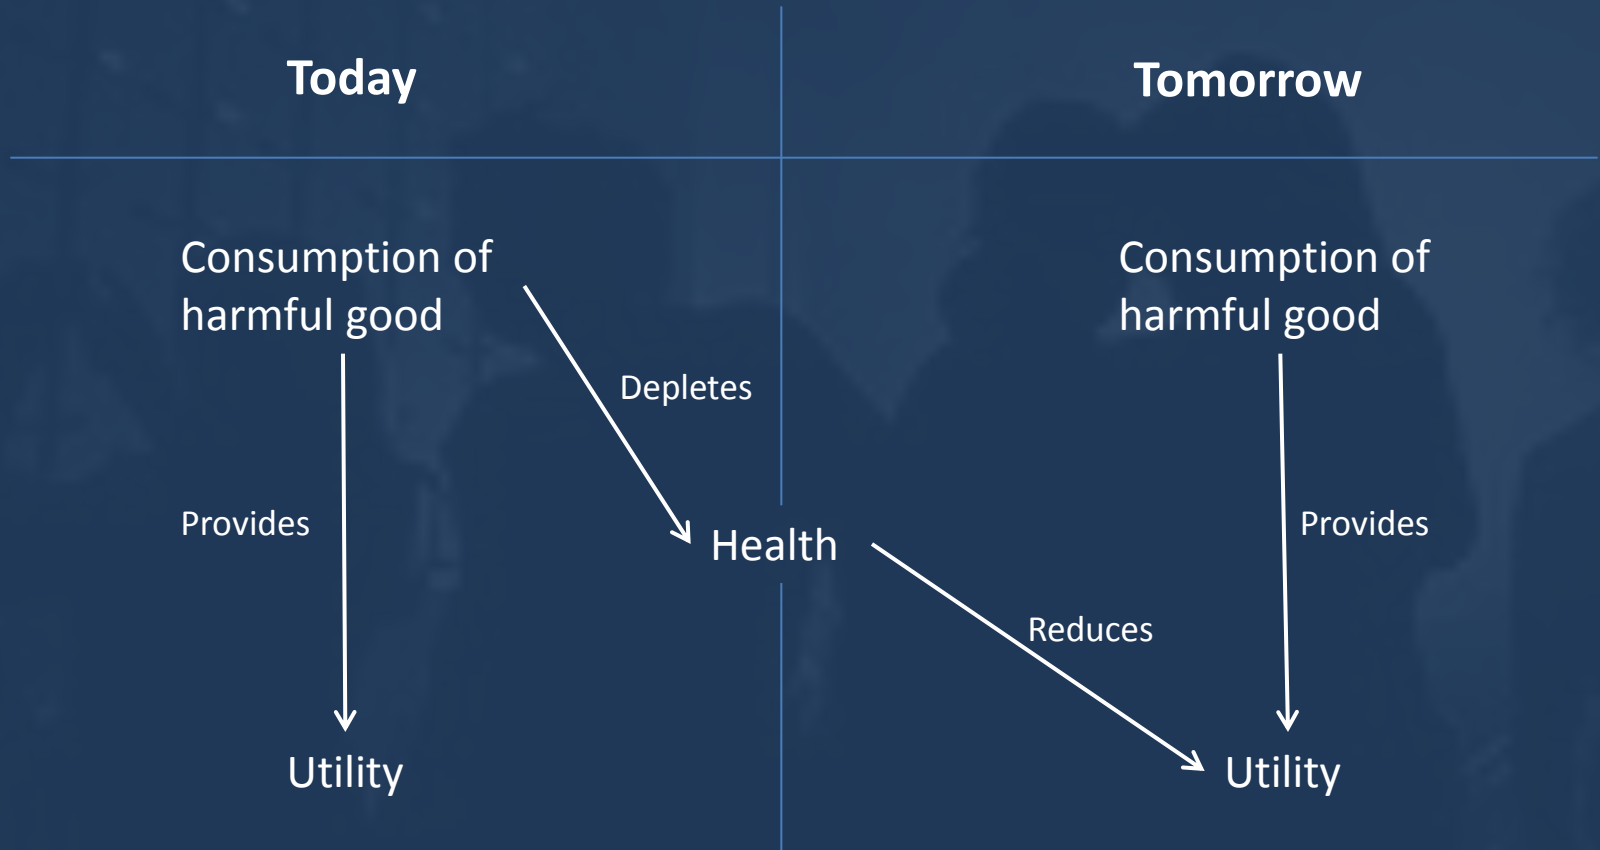 Today
Tomorrow
Consumption of
harmful good
Consumption of
harmful good
Depletes
Provides
Health
Provides
Reduces
Utility
Utility